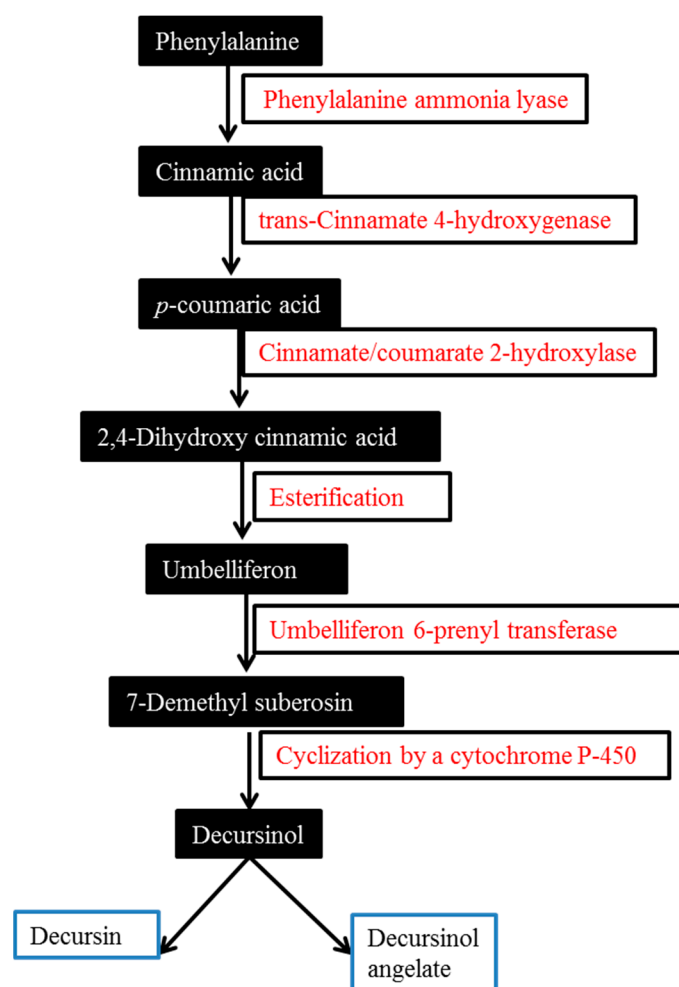 Phenylalanine
Phenylalanine ammonia lyase
Cinnamic acid
trans-Cinnamate 4-hydroxygenase
p-coumaric acid
Cinnamate/coumarate 2-hydroxylase
2,4-Dihydroxy cinnamic acid
Esterification
Umbelliferon
Umbelliferon 6-prenyl transferase
7-Demethyl suberosin
Cyclization by a cytochrome P-450
Decursinol
Decursin
Decursinol
angelate